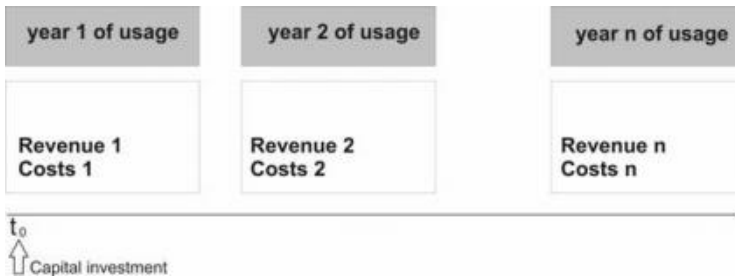 year 1 of usage
year 2 of usage
year n of usage
Revenue 1
Costs 1
Revenue 2
Costs 2
Revenue n
Costs n
t₀
Capital investment